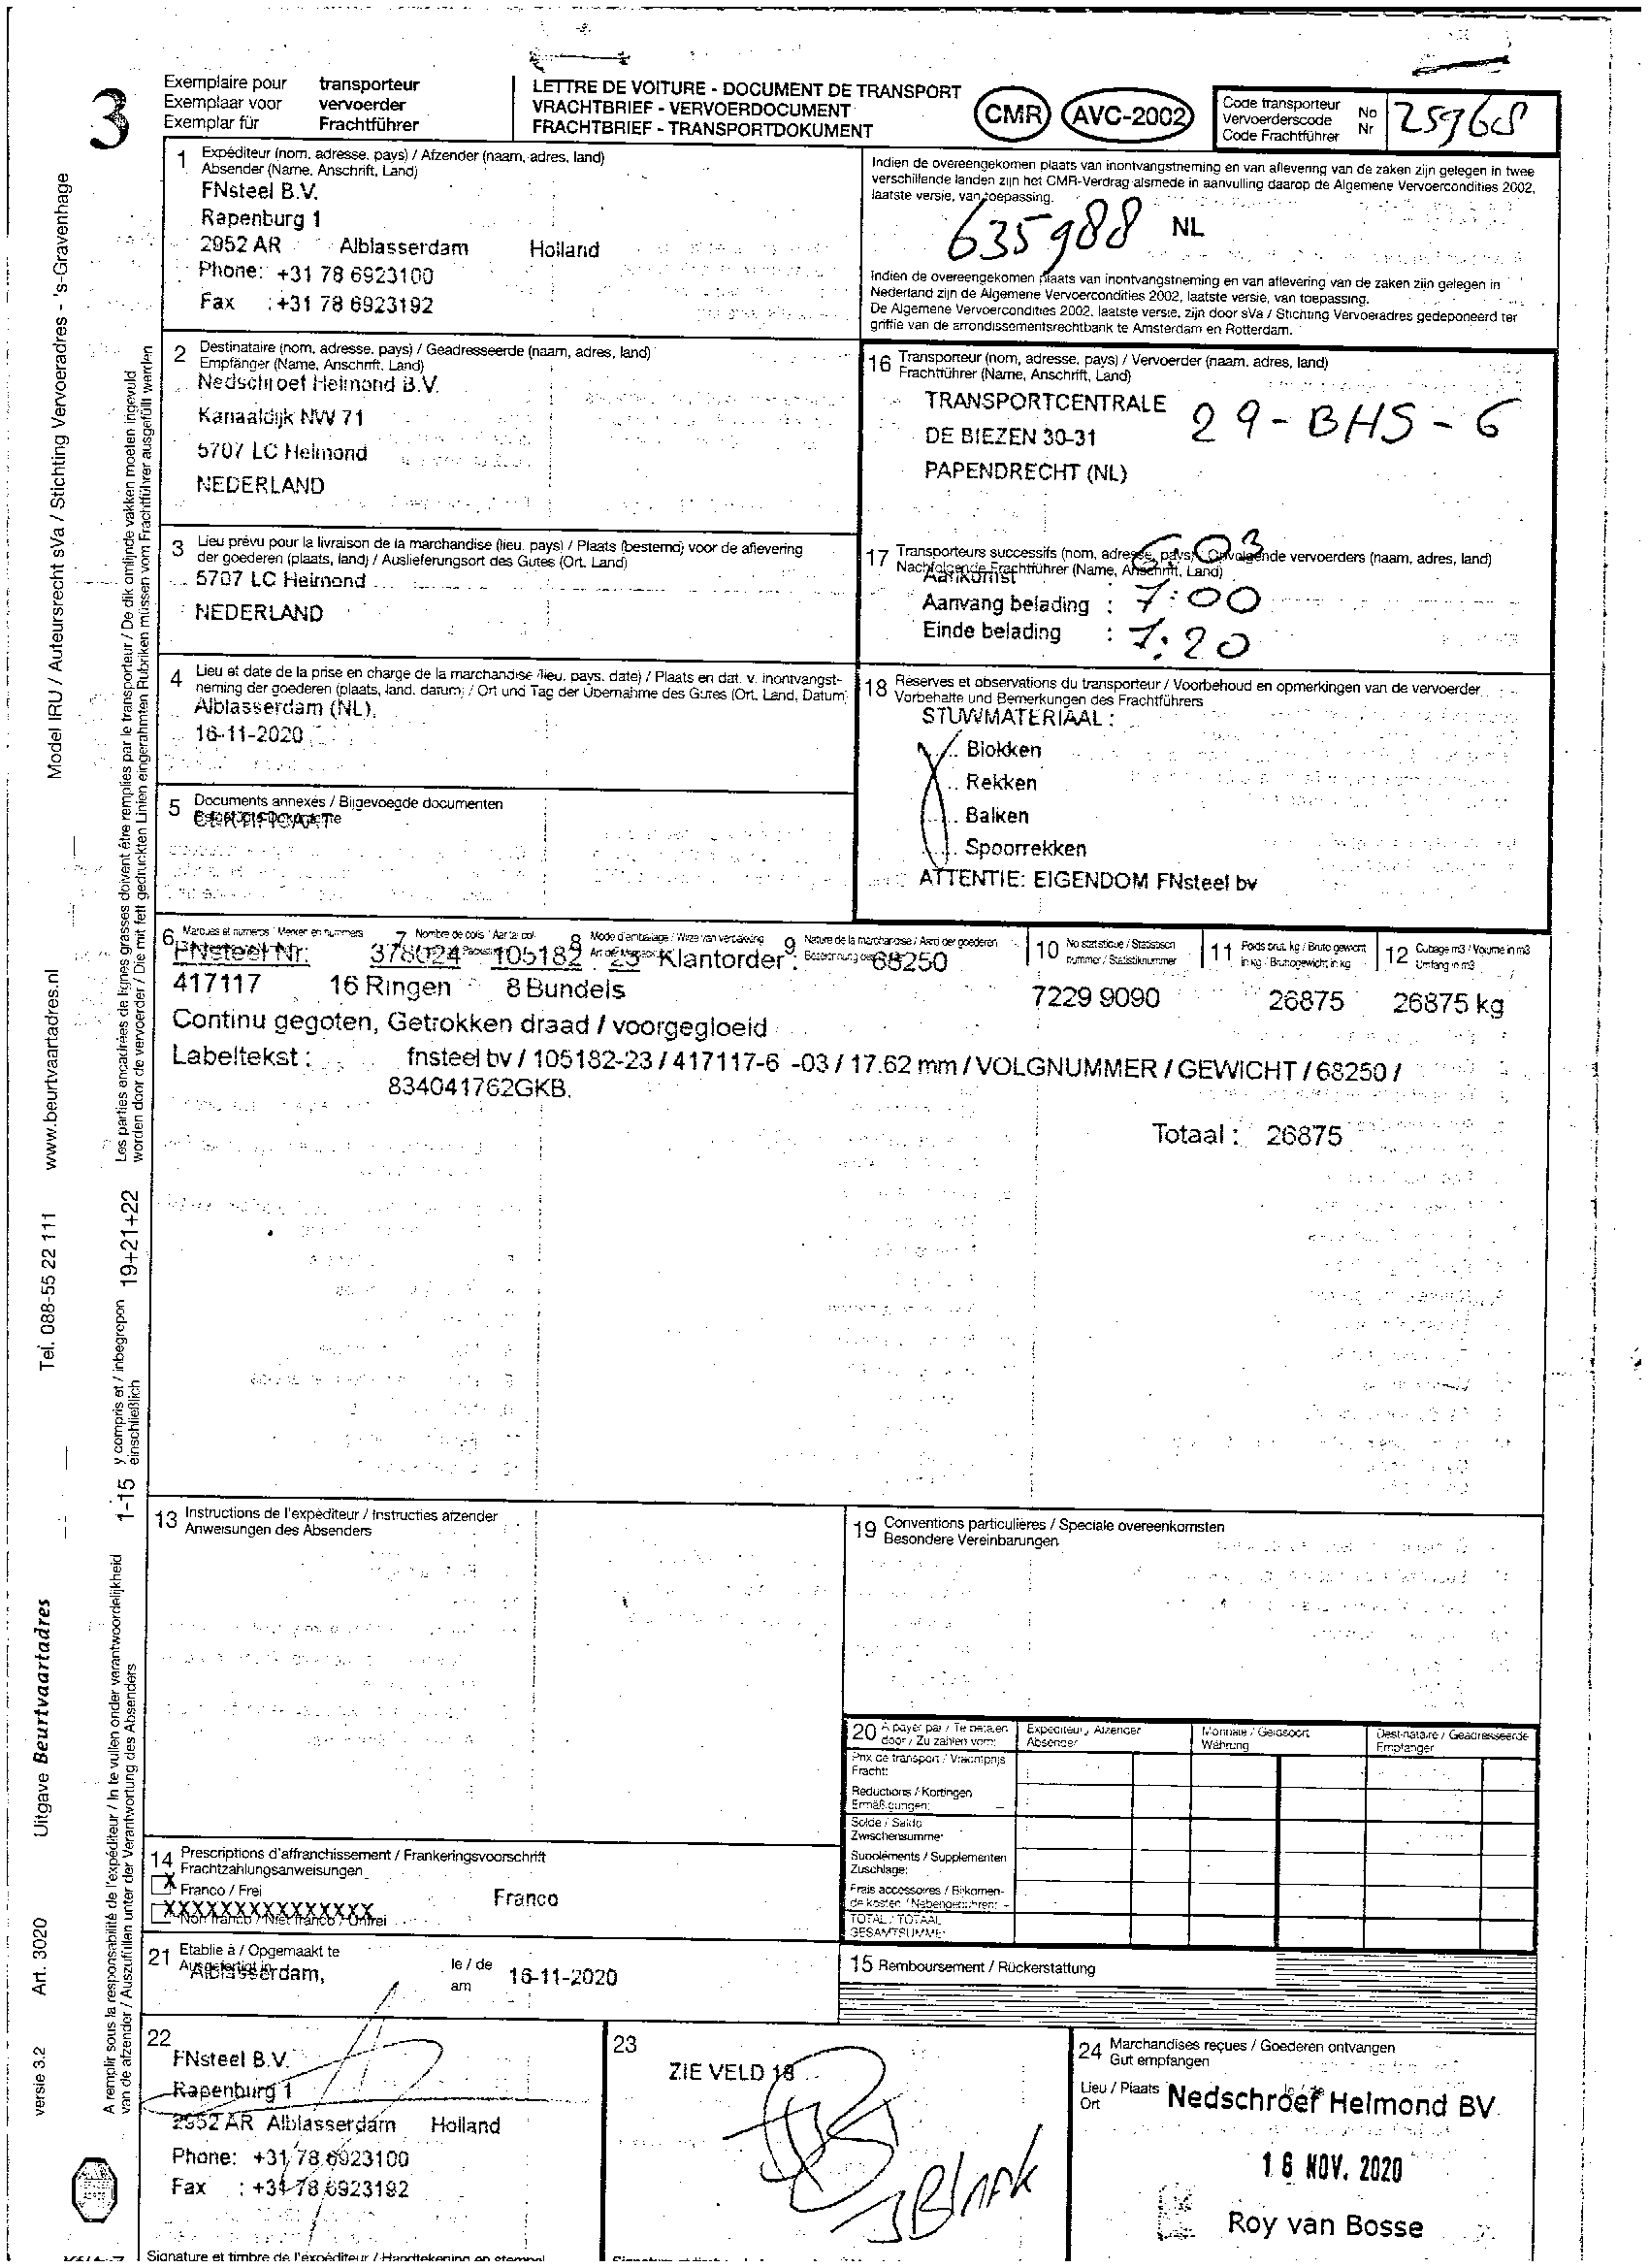 3
Exemplaire pour transporteur
Exemplaar voor vervoerder
Exemplar für Frachtführer
LETTRE DE VOITURE - DOCUMENT DE TRANSPORT
VRACHTBRIEF - VERVOERDOCUMENT
FRACHTBRIEF - TRANSPORTDOKUMENT
CMR AVC-2002
Code transporteur
Vervoerderscode
Code Frachtführer
No
Nr
25968
1 Expéditeur (nom, adresse, pays) / Afzender (naam, adres, land)
Absender (Name, Anschrift, Land)
FNsteel B.V.
Rapenburg 1
2952 AR Alblasserdam Holland
Phone: +31 78 6923100
Fax : +31 78 6923192
Indien de overeengekomen plaats van inontvangstneming en van aflevering van de zaken zijn gelegen in twee
verschillende landen zijn het CMR-Verdrag alsmede in aanvulling daarop de Algemene Vervoercondities 2002,
laatste versie, van toepassing.
635988 NL
Indien de overeengekomen plaats van inontvangstneming en van aflevering van de zaken zijn gelegen in
Nederland zijn de Algemene Vervoercondities 2002, laatste versie, van toepassing.
De Algemene Vervoercondities 2002, laatste versie, zijn door sVa / Stichting Vervoeradres gedeponeerd ter
griffie van de arrondissementsrechtbank te Amsterdam en Rotterdam.
2 Destinataire (nom, adresse, pays) / Geadresseerde (naam, adres, land)
Empfänger (Name, Anschrift, Land)
Nedschroef Helmond B.V.
Kanaaldijk NW 71
5707 LC Helmond
NEDERLAND
16 Transporteur (nom, adresse, pays) / Vervoerder (naam, adres, land)
Frachtführer (Name, Anschrift, Land)
TRANSPORTCENTRALE
DE BIEZEN 30-31
PAPENDRECHT (NL)
29-BHS-6
3 Lieu prévu pour la livraison de la marchandise (lieu, pays) / Plaats (bestemd) voor de aflevering
der goederen (plaats, land) / Auslieferungsort des Gutes (Ort, Land)
5707 LC Helmond
NEDERLAND
17 Transporteurs successifs (nom, adresse, pays) / Opvolgende vervoerders (naam, adres, land)
Nachfolgende Frachtführer (Name, Anschrift, Land)
Aankomst 6:03
Aanvang belading : 7:00
Einde belading : 7:20
4 Lieu et date de la prise en charge de la marchandise (lieu, pays, date) / Plaats en dat. v. inontvangst-
neming der goederen (plaats, land, datum) / Ort und Tag der Übernahme des Gutes (Ort, Land, Datum)
Alblasserdam (NL),
16-11-2020
18 Réserves et observations du transporteur / Voorbehoud en opmerkingen van de vervoerder
Vorbehalte und Bemerkungen des Frachtführers
STUWMATERIAAL :
Blokken
Rekken
Balken
Spoorrekken
ATTENTIE: EIGENDOM FNsteel bv
5 Documents annexés / Bijgevoegde documenten
CERTIFICAAT
6 Marques et numéros / Merken en nummers
7 Nombre de colis / Aantal coli
8 Mode d'emballage / Wijze van verpakking
9 Nature de la marchandise / Aard der goederen
10 No statistique / Statistisch
nummer / Statistiknummer
11 Poids brut, kg / Bruto gewicht
in kg / Bruttogewicht in kg
12 Cubage m3 / Volume in m3
Umfang in m3
FNsteel Nr: 378024 105182 23 Klantorder : 68250
417117 16 Ringen 8 Bundels 7229 9090 26875 26875 kg
Continu gegoten, Getrokken draad / voorgegloeid
Labeltekst : fnsteel bv / 105182-23 / 417117-6 -03 / 17.62 mm / VOLGNUMMER / GEWICHT / 68250 /
834041762GKB.
Totaal : 26875
13 Instructions de l'expéditeur / Instructies afzender
Anweisungen des Absenders
19 Conventions particulières / Speciale overeenkomsten
Besondere Vereinbarungen
20 A payer par / Te betalen
door / Zu zahlen vom:
Expéditeur / Afzender
Absender
Monnaie / Geldsoort
Währung
Destinataire / Geadresseerde
Empfänger
Prix de transport / Vrachtprijs
Fracht:
Reductions / Kortingen
Ermäßigungen:
Solde / Saldo
Zwischensumme
Suppléments / Supplementen
Zuschläge:
Frais accessoires / Bijkomen-
de kosten / Nebengebühren:
TOTAL / TOTAAL
GESAMTSUMME:
14 Prescriptions d'affranchissement / Frankeringsvoorschrift
Frachtzahlungsanweisungen
X Franco / Frei
Franco
XXXXXXXXXXXXXXX
Non franco / Niet franco / Unfrei
21 Etablie à / Opgemaakt te
Ausgefertigt in
Alblasserdam,
le / de
am
16-11-2020
15 Remboursement / Rückerstattung
22
FNsteel B.V.
Rapenburg 1
2952 AR Alblasserdam Holland
Phone: +31 78 6923100
Fax : +31 78 6923192
Signature et timbre de l'expéditeur / Handtekening en stempel
23
ZIE VELD 16
24 Marchandises reçues / Goederen ontvangen
Gut empfangen
Lieu / Plaats
Ort
Nedschroef Helmond BV
16 NOV. 2020
Roy van Bosse
Model IRU / Auteursrecht sVa / Stichting Vervoeradres - 's-Gravenhage
www.beurtvaartadres.nl
Tel. 088-55 22 111
Uitgave Beurtvaartadres
Art. 3020
versie 3.2
Les parties encadrées de lignes grasses doivent être remplies par le transporteur / De dik omlijnde vakken moeten ingevuld
worden door de vervoerder / Die mit fett gedruckten Linien eingerahmten Rubriken müssen vom Frachtführer ausgefüllt werden
19+21+22
y compris et / inbegrepen
einschließlich
1-15
A remplir sous la responsabilité de l'expéditeur / In te vullen onder verantwoordelijkheid
van de afzender / Auszufüllen unter der Verantwortung des Absenders